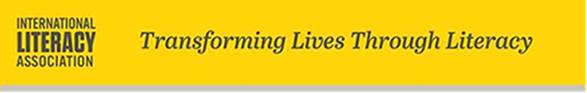 INTERNATIONAL
LITERACY
ASSOCIATION
Transforming Lives Through Literacy